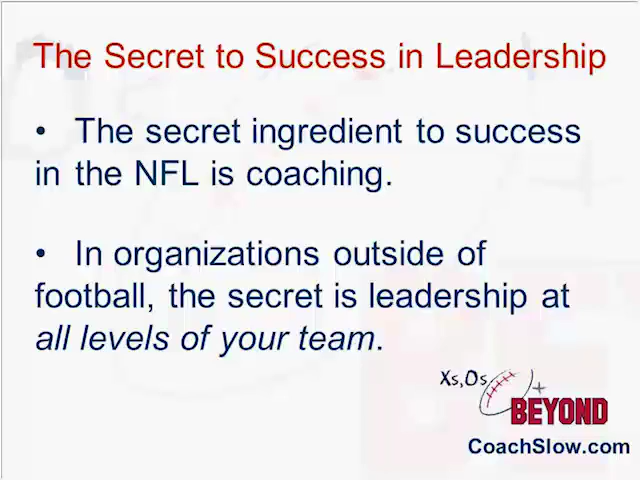 The Secret to Success in Leadership
• The secret ingredient to success
in the NFL is coaching.
• In organizations outside of
football, the secret is leadership at
all levels of your team.
Xs,Os
+
BEYOND
CoachSlow.com